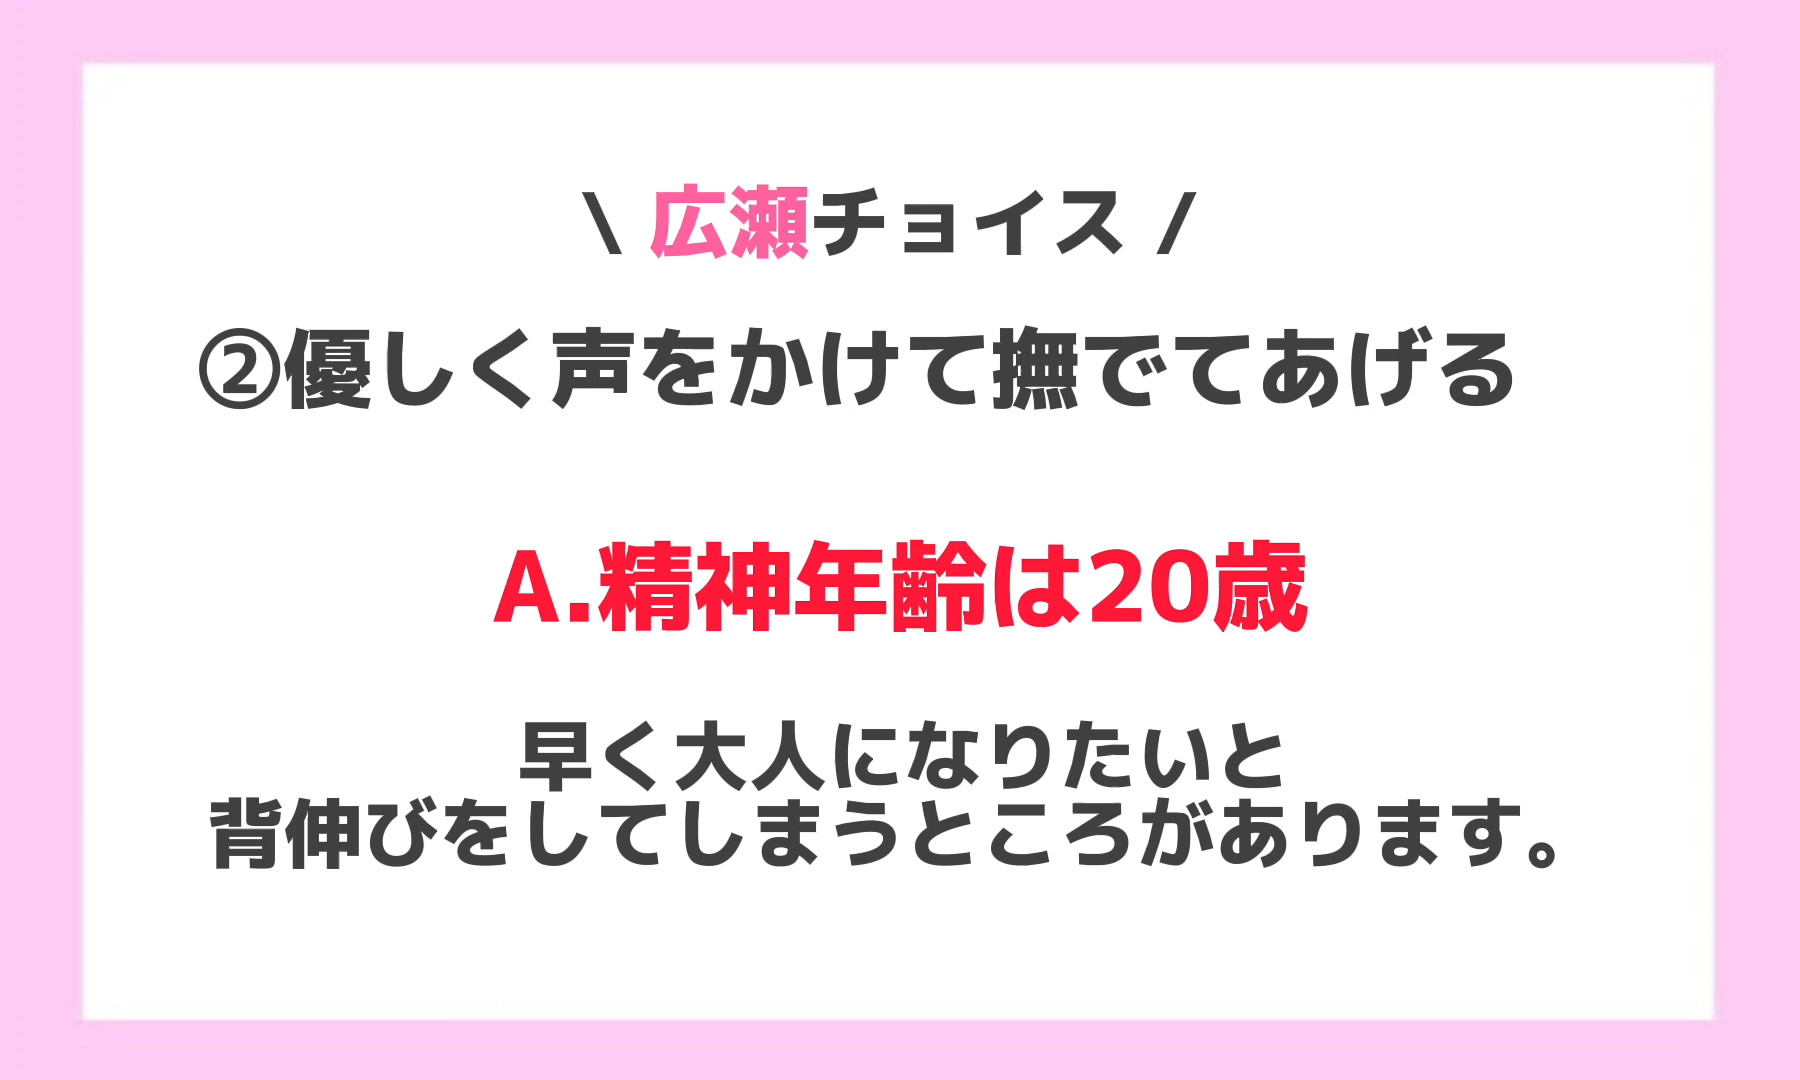 \ 広瀬チョイス /
②優しく声をかけて撫でてあげる
A.精神年齢は20歳
早く大人になりたいと
背伸びをしてしまうところがあります。